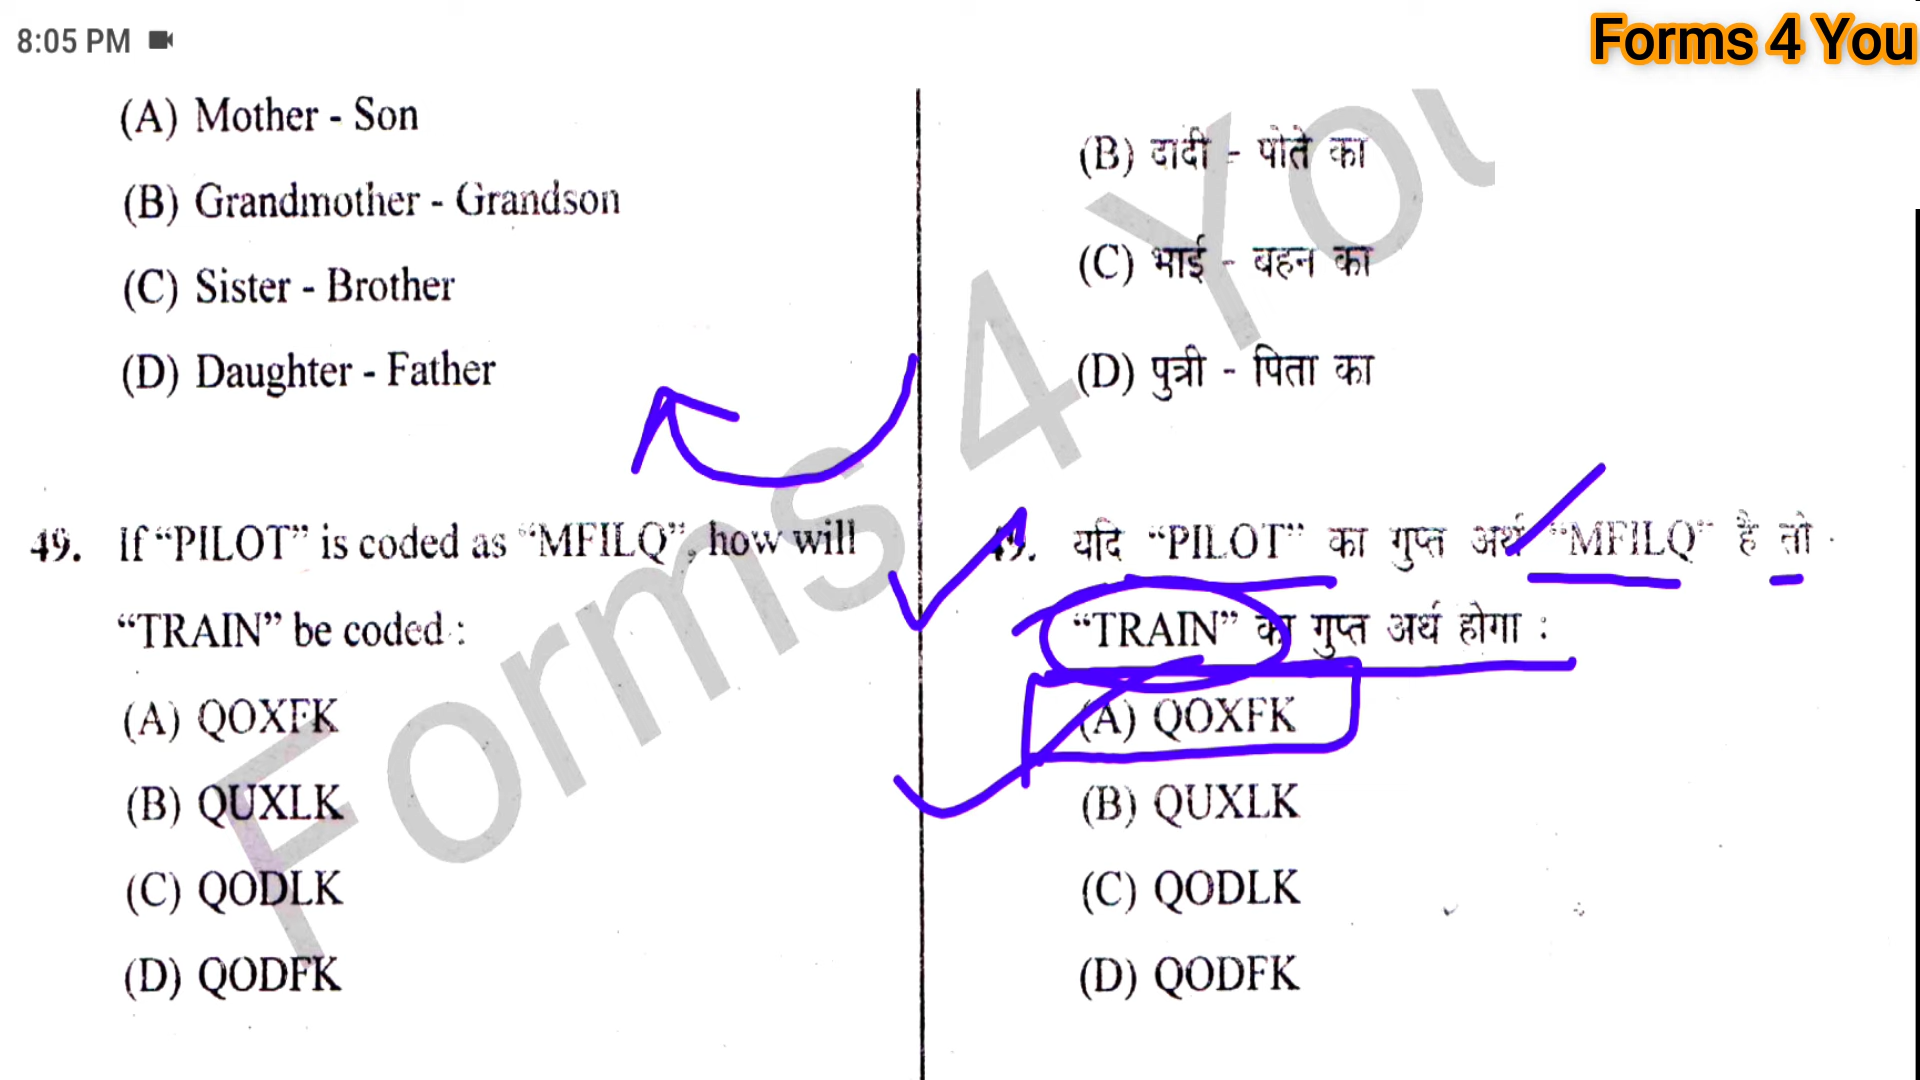 8:05 PM
Forms 4 You
(A) Mother - Son
(B) Grandmother - Grandson
(C) Sister - Brother
(D) Daughter - Father
49. If “PILOT” is coded as “MFILQ”, how will
“TRAIN” be coded :
(A) QOXFK
(B) QUXLK
(C) QODLK
(D) QODFK
(B) दादी - पोते का
(C) भाई - बहन का
(D) पुत्री - पिता का
49. यदि “PILOT” का गुप्त अर्थ “MFILQ” है तो
“TRAIN” का गुप्त अर्थ होगा :
(A) QOXFK
(B) QUXLK
(C) QODLK
(D) QODFK
Forms 4 You